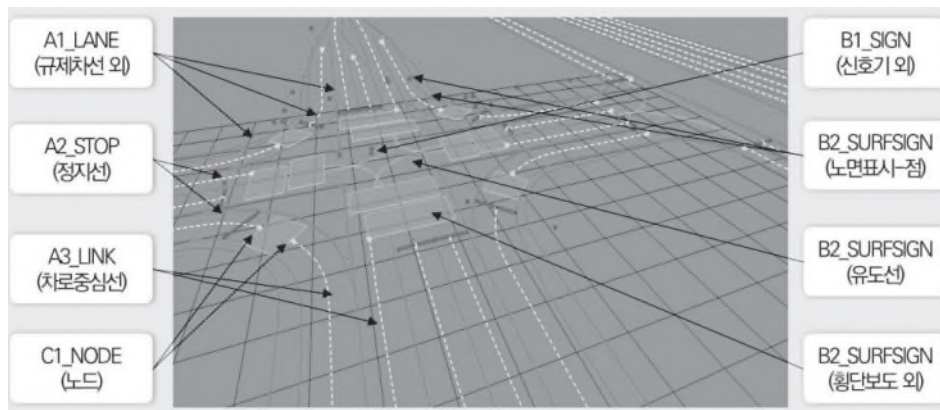 A1_LANE
(규제차선 외)
A2_STOP
(정지선)
A3_LINK
(차로중심선)
C1_NODE
(노드)
B1_SIGN
(신호기 외)
B2_SURFSIGN
(노면표시-점)
B2_SURFSIGN
(유도선)
B2_SURFSIGN
(횡단보도 외)